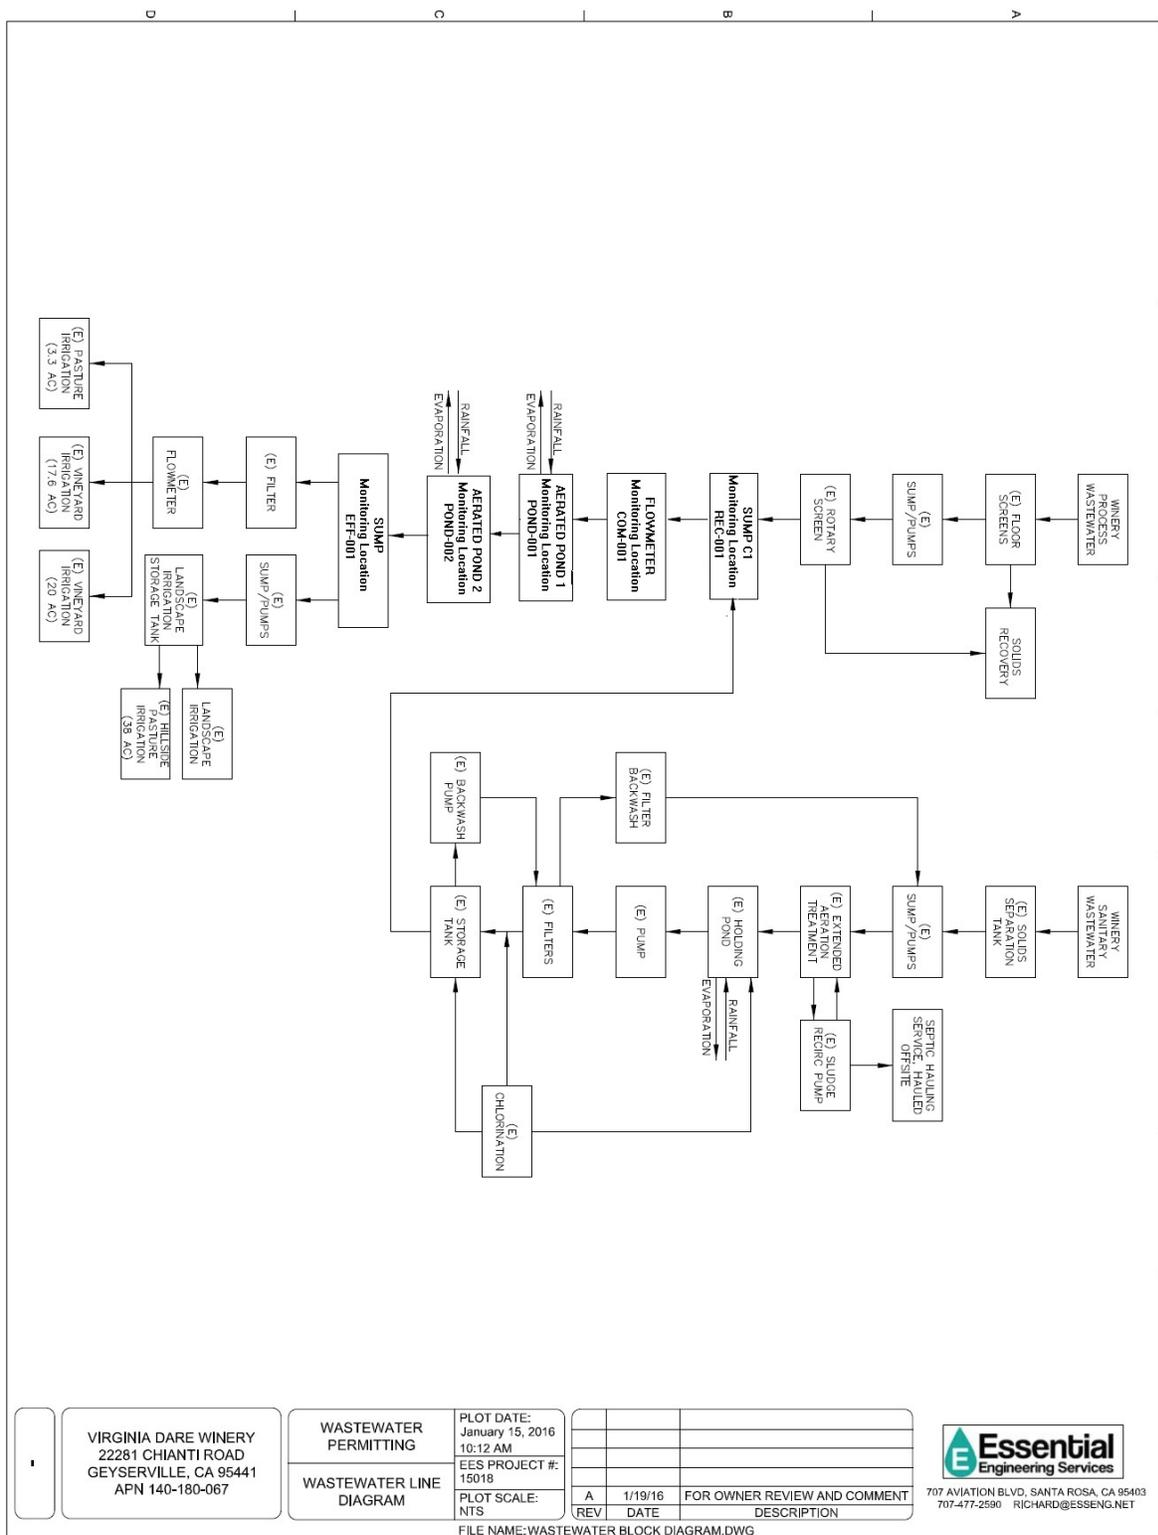 D
C
B
A
WINERY
PROCESS
WASTEWATER
(E) FLOOR
SCREENS
SOLIDS
RECOVERY
(E)
SUMP/PUMPS
(E) ROTARY
SCREEN
SUMP C1
Monitoring Location
REC-001
FLOWMETER
Monitoring Location
COM-001
AERATED POND 1
Monitoring Location
POND-001
RAINFALL
EVAPORATION
AERATED POND 2
Monitoring Location
POND-002
RAINFALL
EVAPORATION
SUMP
Monitoring Location
EFF-001
(E) FILTER
(E)
SUMP/PUMPS
(E)
FLOWMETER
(E)
LANDSCAPE
IRRIGATION
STORAGE TANK
(E) PASTURE
IRRIGATION
(3.3 AC)
(E) VINEYARD
IRRIGATION
(17.6 AC)
(E) VINEYARD
IRRIGATION
(20 AC)
(E)
LANDSCAPE
IRRIGATION
(E) HILLSIDE
PASTURE
IRRIGATION
(38 AC)
WINERY
SANITARY
WASTEWATER
(E) SOLIDS
SEPARATION
TANK
(E)
SUMP/PUMPS
SEPTIC HAULING
SERVICE, HAULED
OFFSITE
(E) EXTENDED
AERATION
TREATMENT
(E) SLUDGE
RECIRC PUMP
(E) HOLDING
POND
RAINFALL
EVAPORATION
(E) PUMP
(E) FILTER
BACKWASH
(E) FILTERS
(E) BACKWASH
PUMP
(E) STORAGE
TANK
(E)
CHLORINATION
-
VIRGINIA DARE WINERY
22281 CHIANTI ROAD
GEYSERVILLE, CA 95441
APN 140-180-067
WASTEWATER
PERMITTING
WASTEWATER LINE
DIAGRAM
PLOT DATE:
January 15, 2016
10:12 AM
EES PROJECT #:
15018
PLOT SCALE:
NTS
A 1/19/16 FOR OWNER REVIEW AND COMMENT
REV DATE DESCRIPTION
FILE NAME:WASTEWATER BLOCK DIAGRAM.DWG
E Essential
Engineering Services
707 AVIATION BLVD, SANTA ROSA, CA 95403
707-477-2590 RICHARD@ESSENG.NET